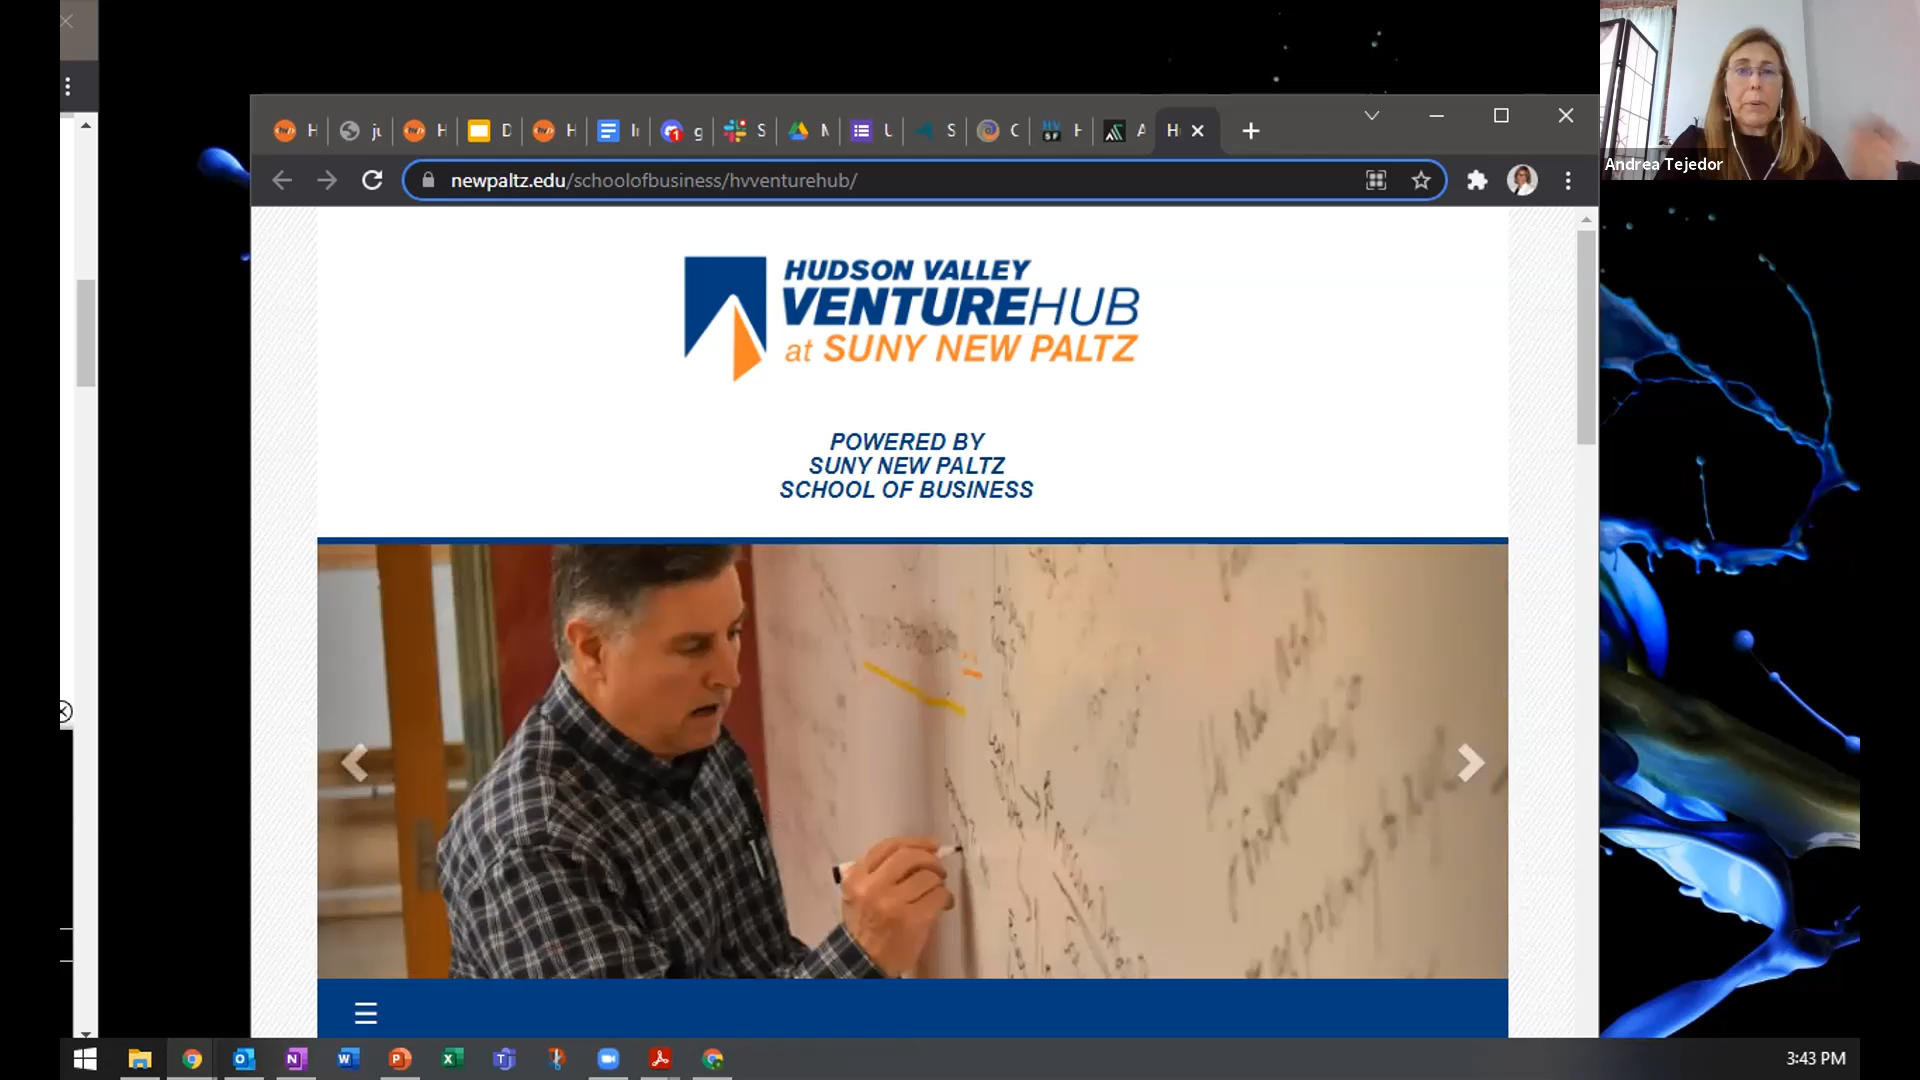 Andrea Tejedor
H
H
D
H
g
S
S
H
newpaltz.edu/schoolofbusiness/hvventurehub/
HUDSON VALLEY
VENTUREHUB
at SUNY NEW PALTZ
POWERED BY
SUNY NEW PALTZ
SCHOOL OF BUSINESS
3:43 PM